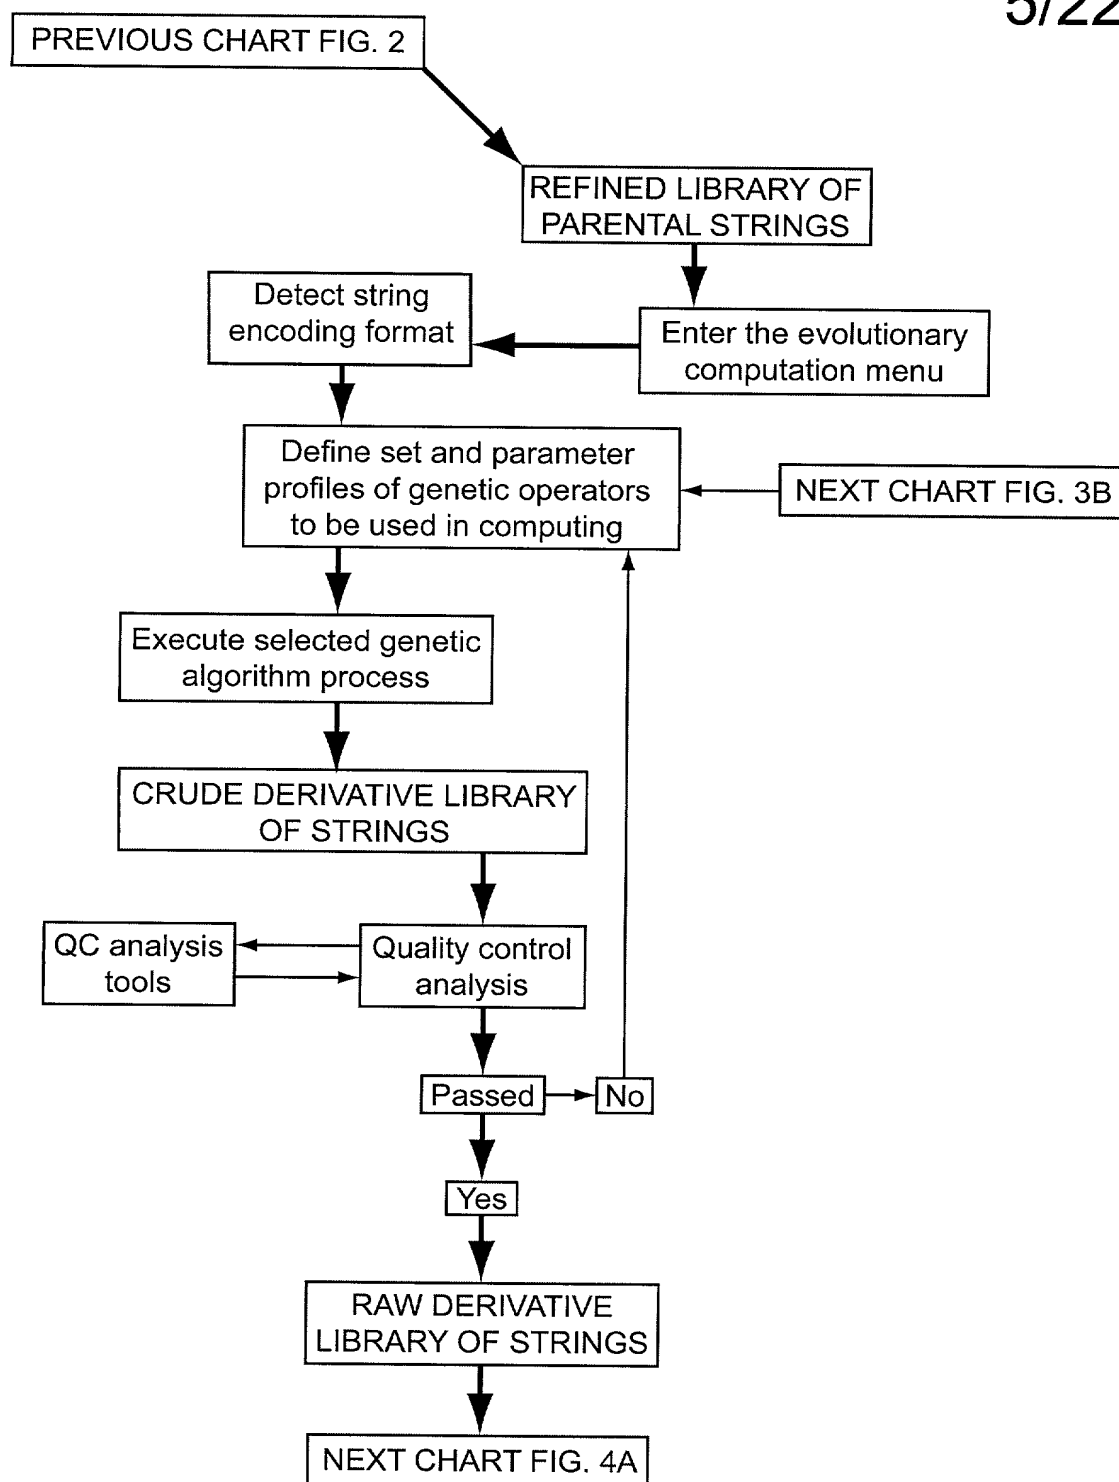 5/22
PREVIOUS CHART FIG. 2
REFINED LIBRARY OF
PARENTAL STRINGS
Detect string
encoding format
Enter the evolutionary
computation menu
Define set and parameter
profiles of genetic operators
to be used in computing
NEXT CHART FIG. 3B
Execute selected genetic
algorithm process
CRUDE DERIVATIVE LIBRARY
OF STRINGS
QC analysis
tools
Quality control
analysis
Passed
No
Yes
RAW DERIVATIVE
LIBRARY OF STRINGS
NEXT CHART FIG. 4A